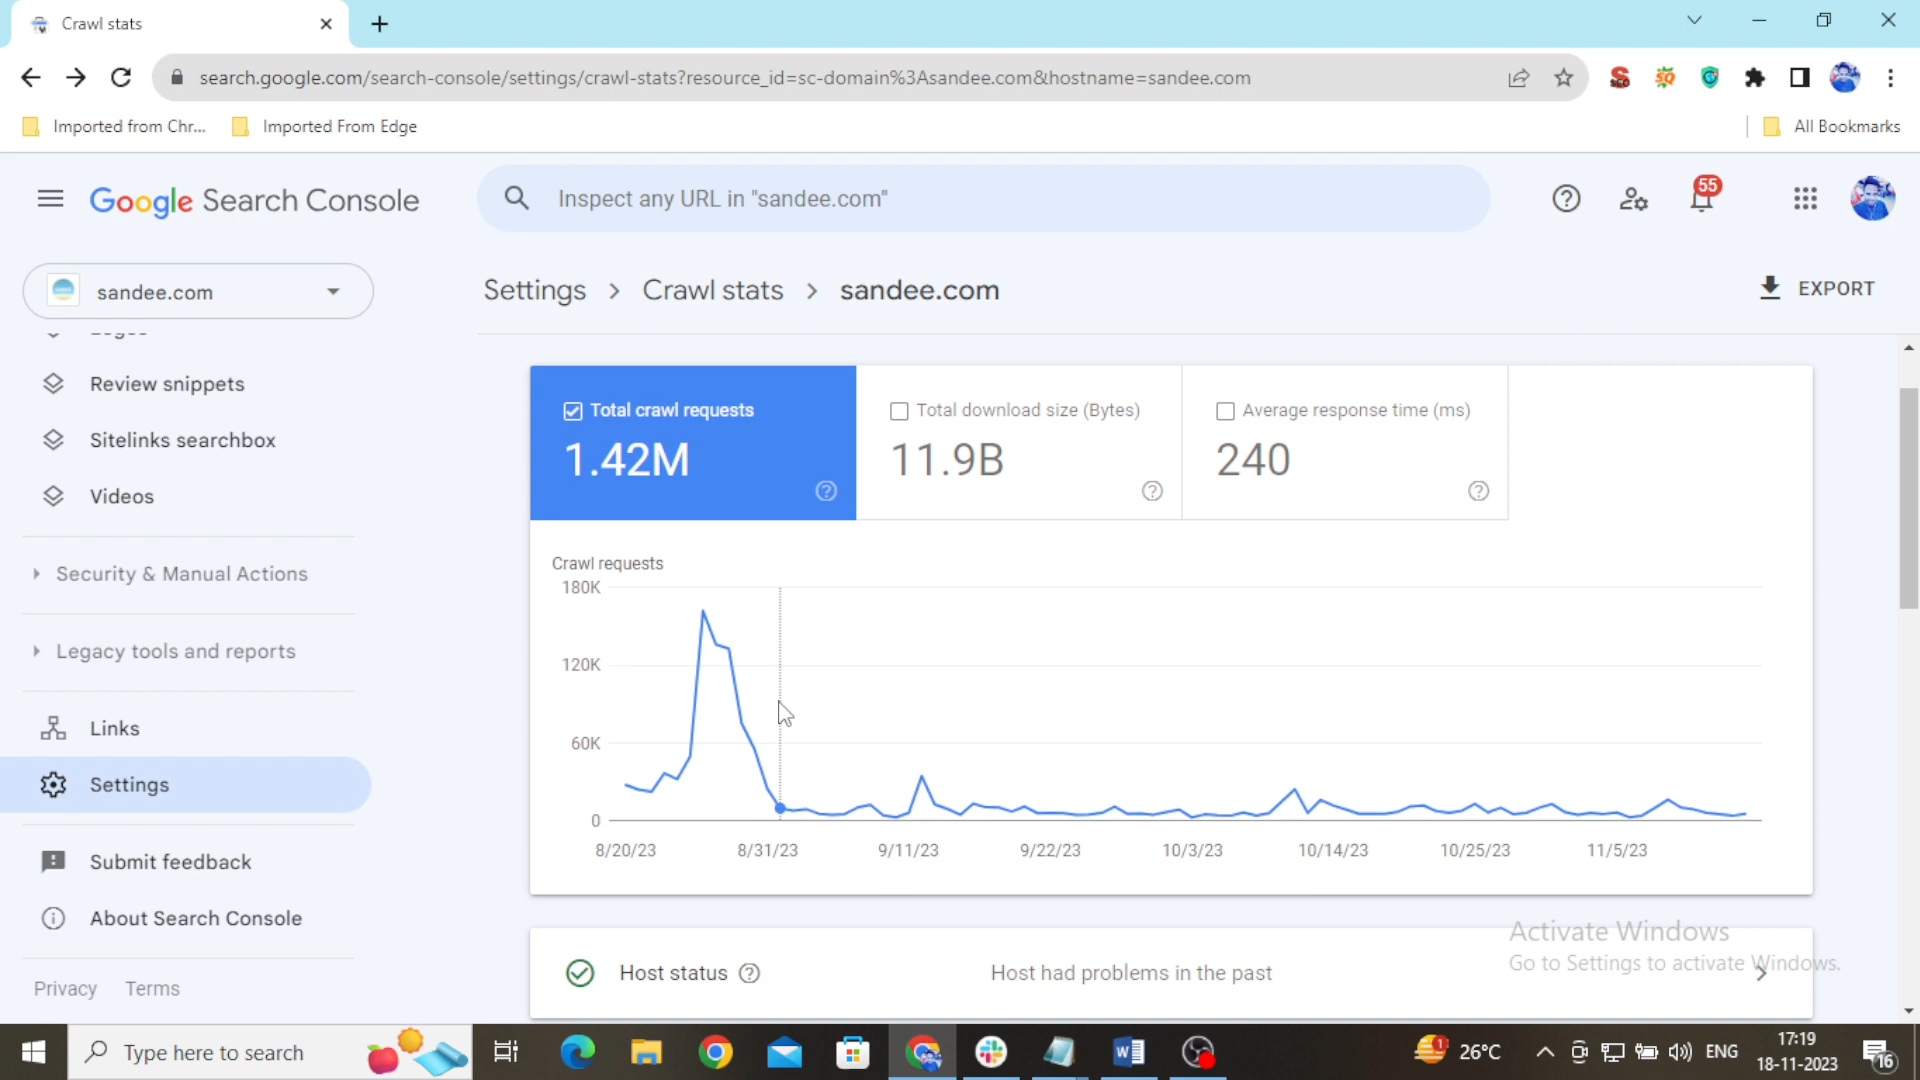 Crawl stats
search.google.com/search-console/settings/crawl-stats?resource_id=sc-domain%3Asandee.com&hostname=sandee.com
Imported from Chr... Imported From Edge All Bookmarks
Google Search Console
Inspect any URL in "sandee.com"
55
sandee.com
Settings > Crawl stats > sandee.com
EXPORT
Review snippets
Sitelinks searchbox
Videos
Security & Manual Actions
Legacy tools and reports
Links
Settings
Submit feedback
About Search Console
Privacy Terms
Total crawl requests
1.42M
Total download size (Bytes)
11.9B
Average response time (ms)
240
Crawl requests
180K
120K
60K
0
8/20/23 8/31/23 9/11/23 9/22/23 10/3/23 10/14/23 10/25/23 11/5/23
Host status Host had problems in the past
Activate Windows
Go to Settings to activate Windows.
Type here to search
1
26°C
ENG
17:19
18-11-2023
16